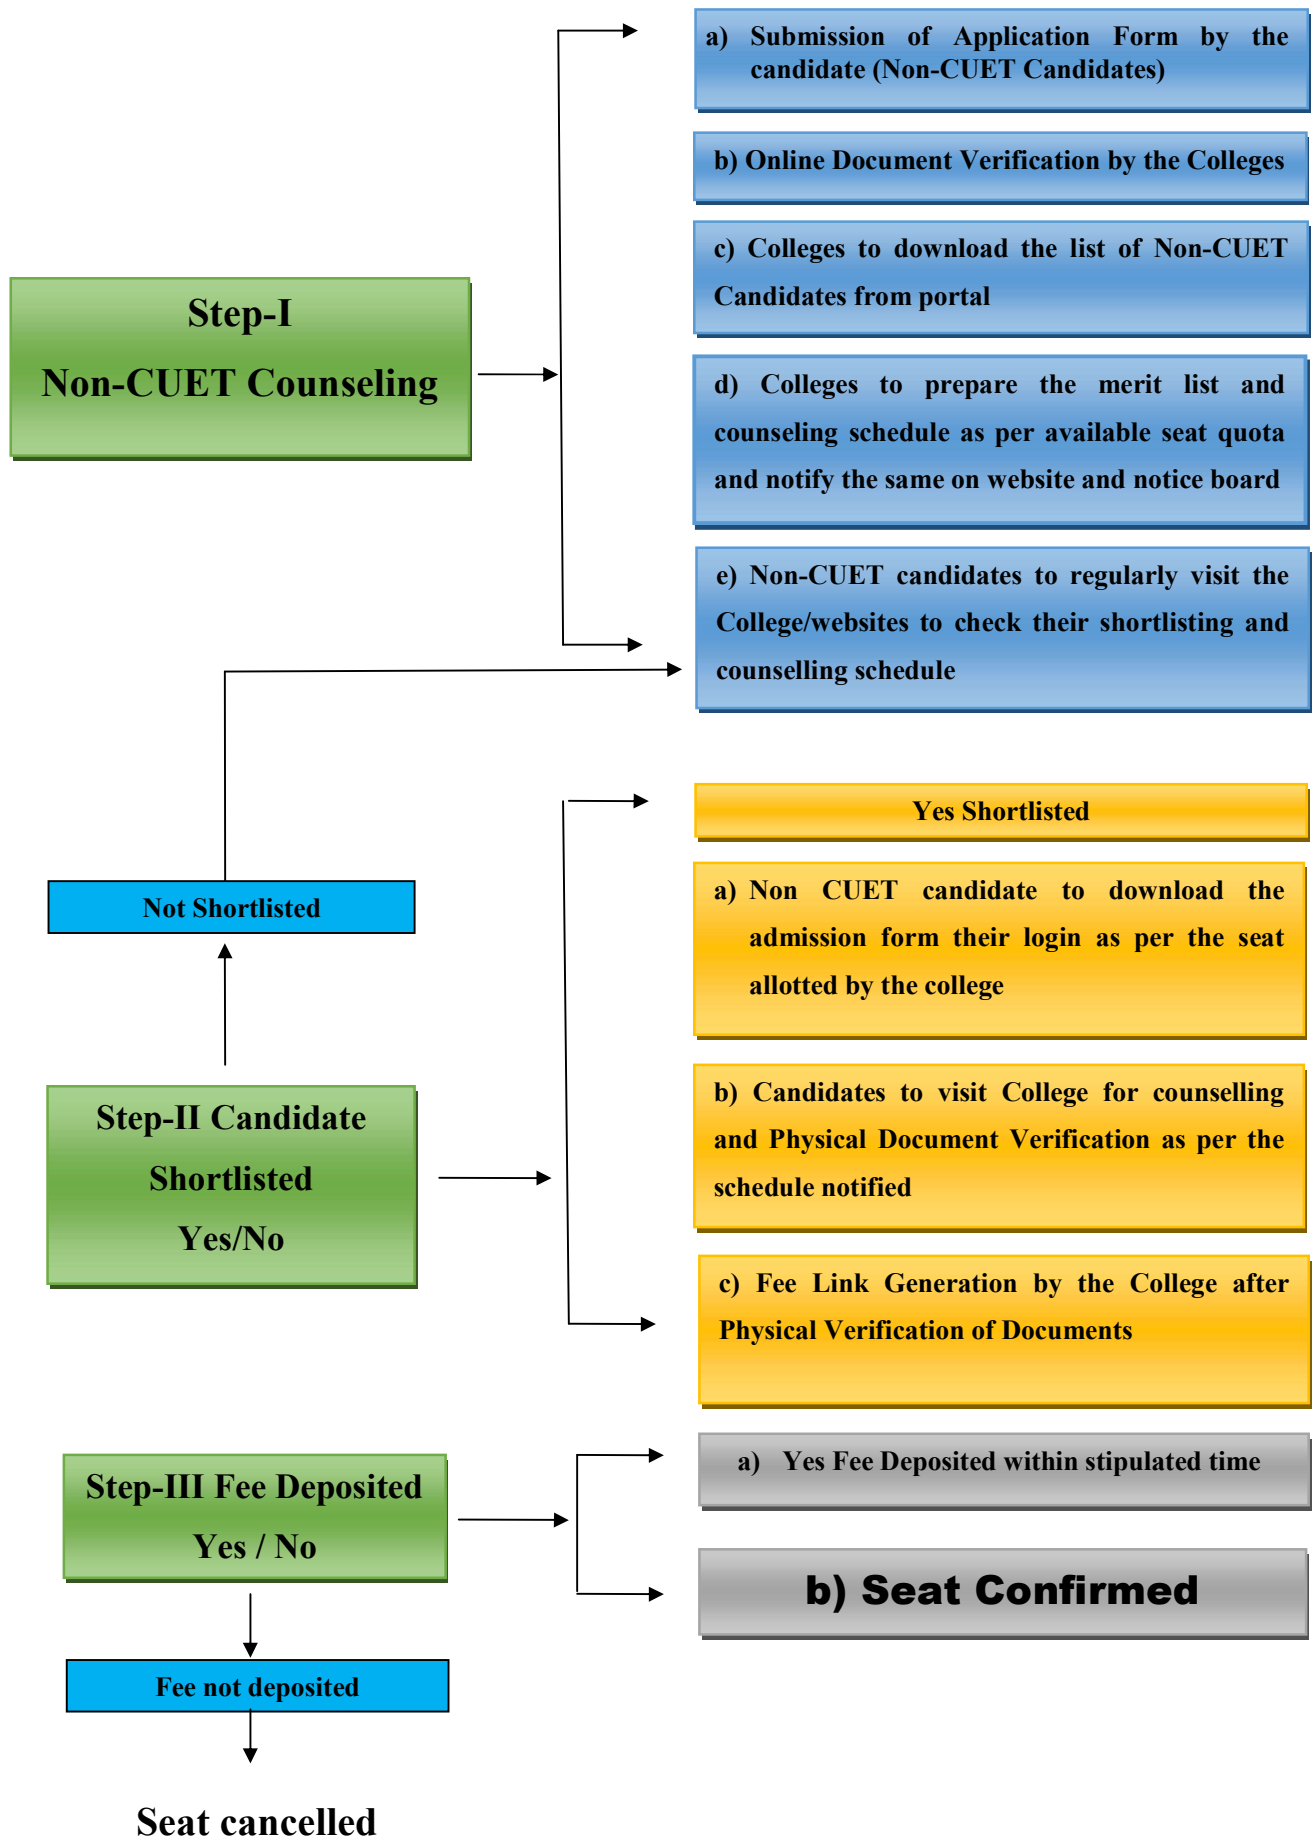 a) Submission of Application Form by the
candidate (Non-CUET Candidates)
b) Online Document Verification by the Colleges
c) Colleges to download the list of Non-CUET
Candidates from portal
Step-I
Non-CUET Counseling
d) Colleges to prepare the merit list and
counseling schedule as per available seat quota
and notify the same on website and notice board
e) Non-CUET candidates to regularly visit the
College/websites to check their shortlisting and
counselling schedule
Yes Shortlisted
Not Shortlisted
a) Non CUET candidate to download the
admission form their login as per the seat
allotted by the college
Step-II Candidate
Shortlisted
Yes/No
b) Candidates to visit College for counselling
and Physical Document Verification as per the
schedule notified
c) Fee Link Generation by the College after
Physical Verification of Documents
Step-III Fee Deposited
Yes / No
a) Yes Fee Deposited within stipulated time
b) Seat Confirmed
Fee not deposited
Seat cancelled